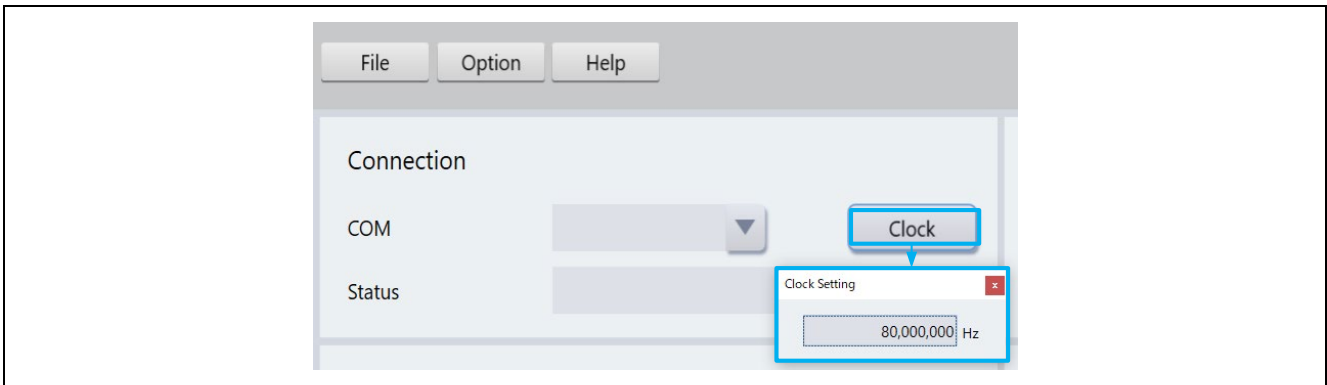 File Option Help
Connection
COM Clock
Status
Clock Setting x
80,000,000 Hz